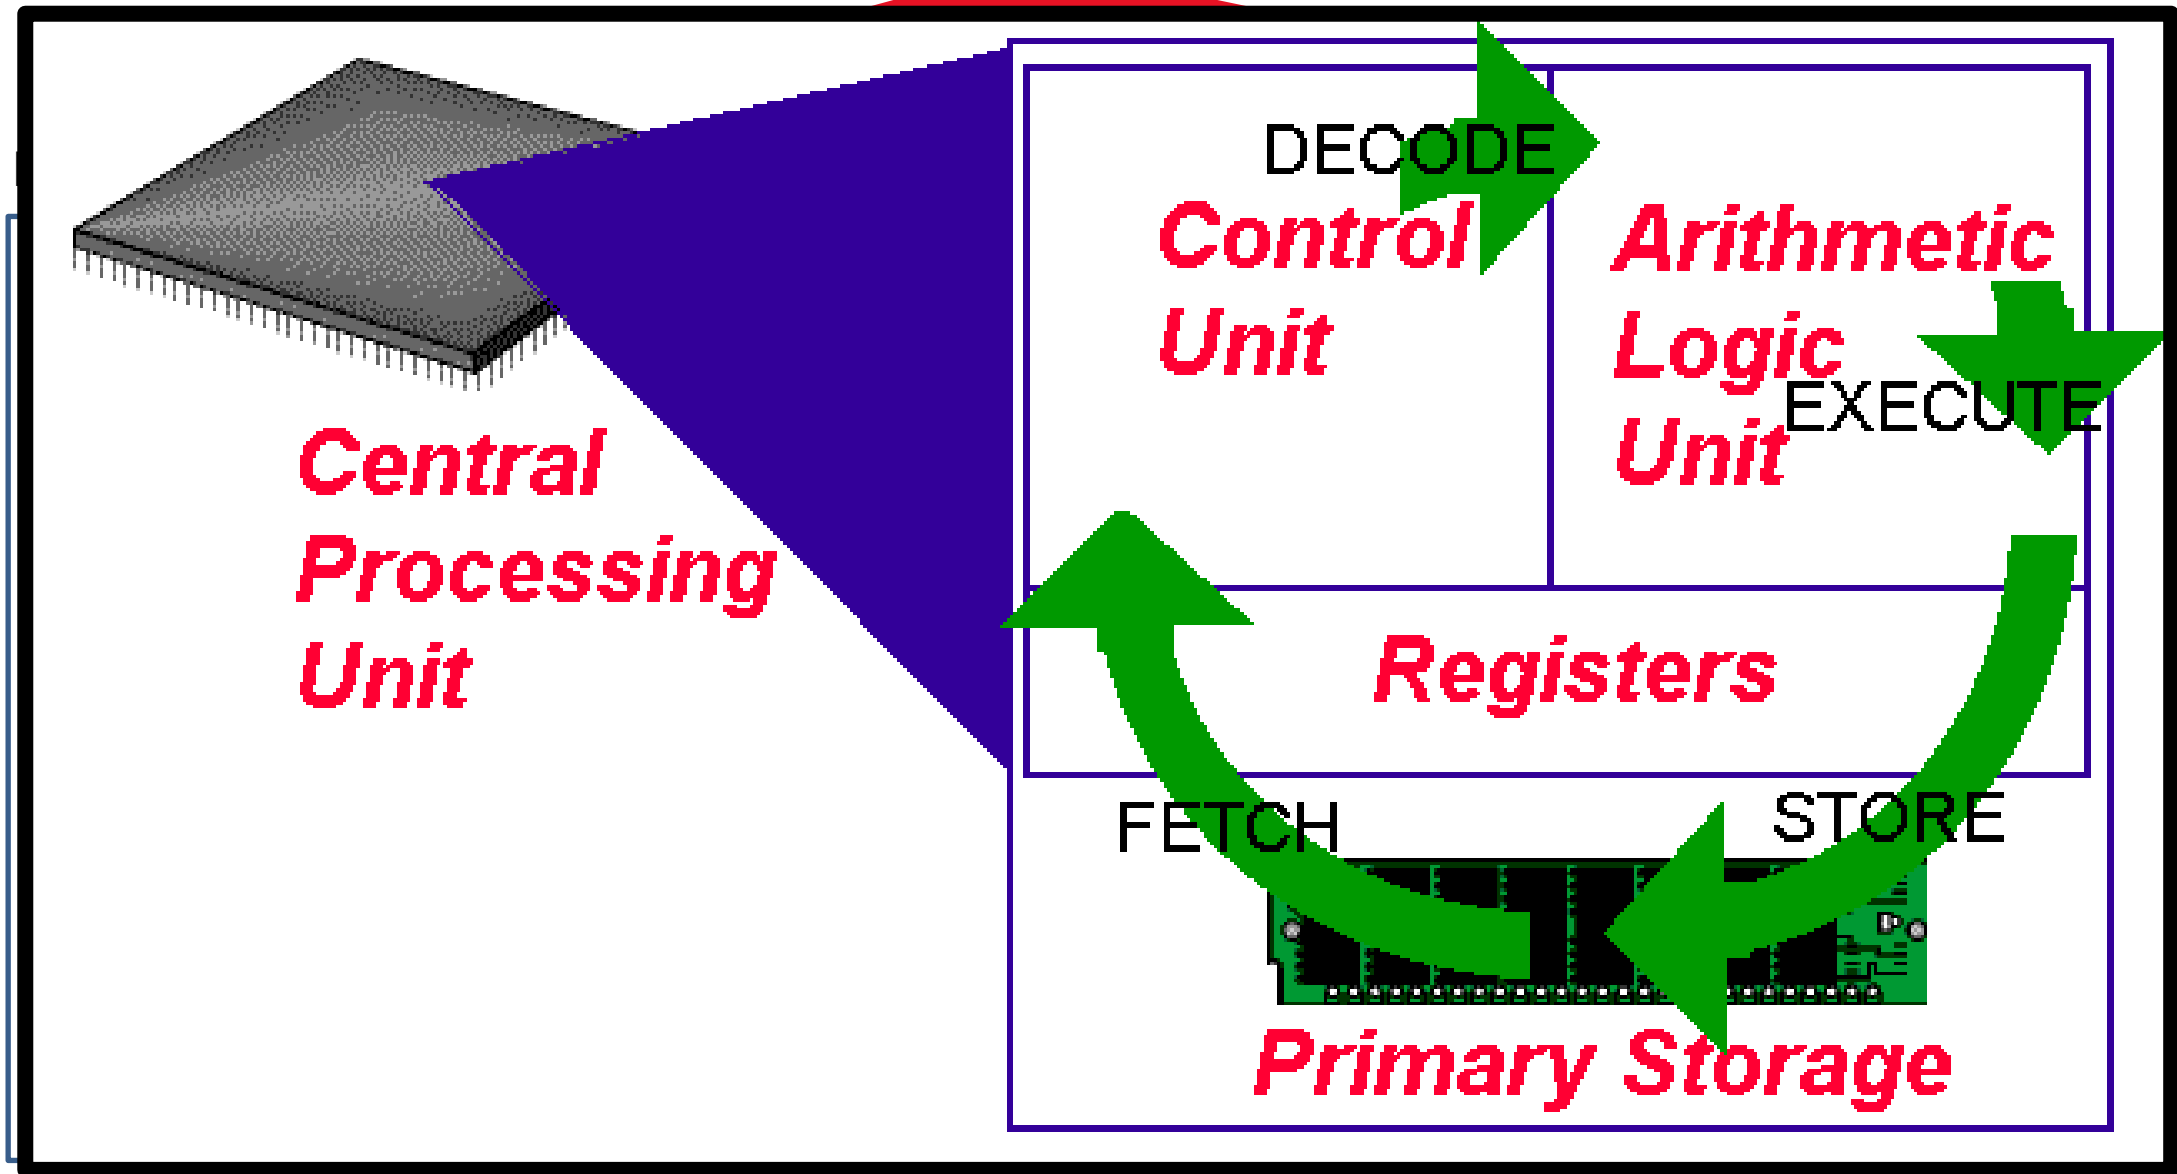 DECODE
Control
Unit
Arithmetic
Logic
Unit
EXECUTE
Central
Processing
Unit
Registers
FETCH
STORE
Primary Storage